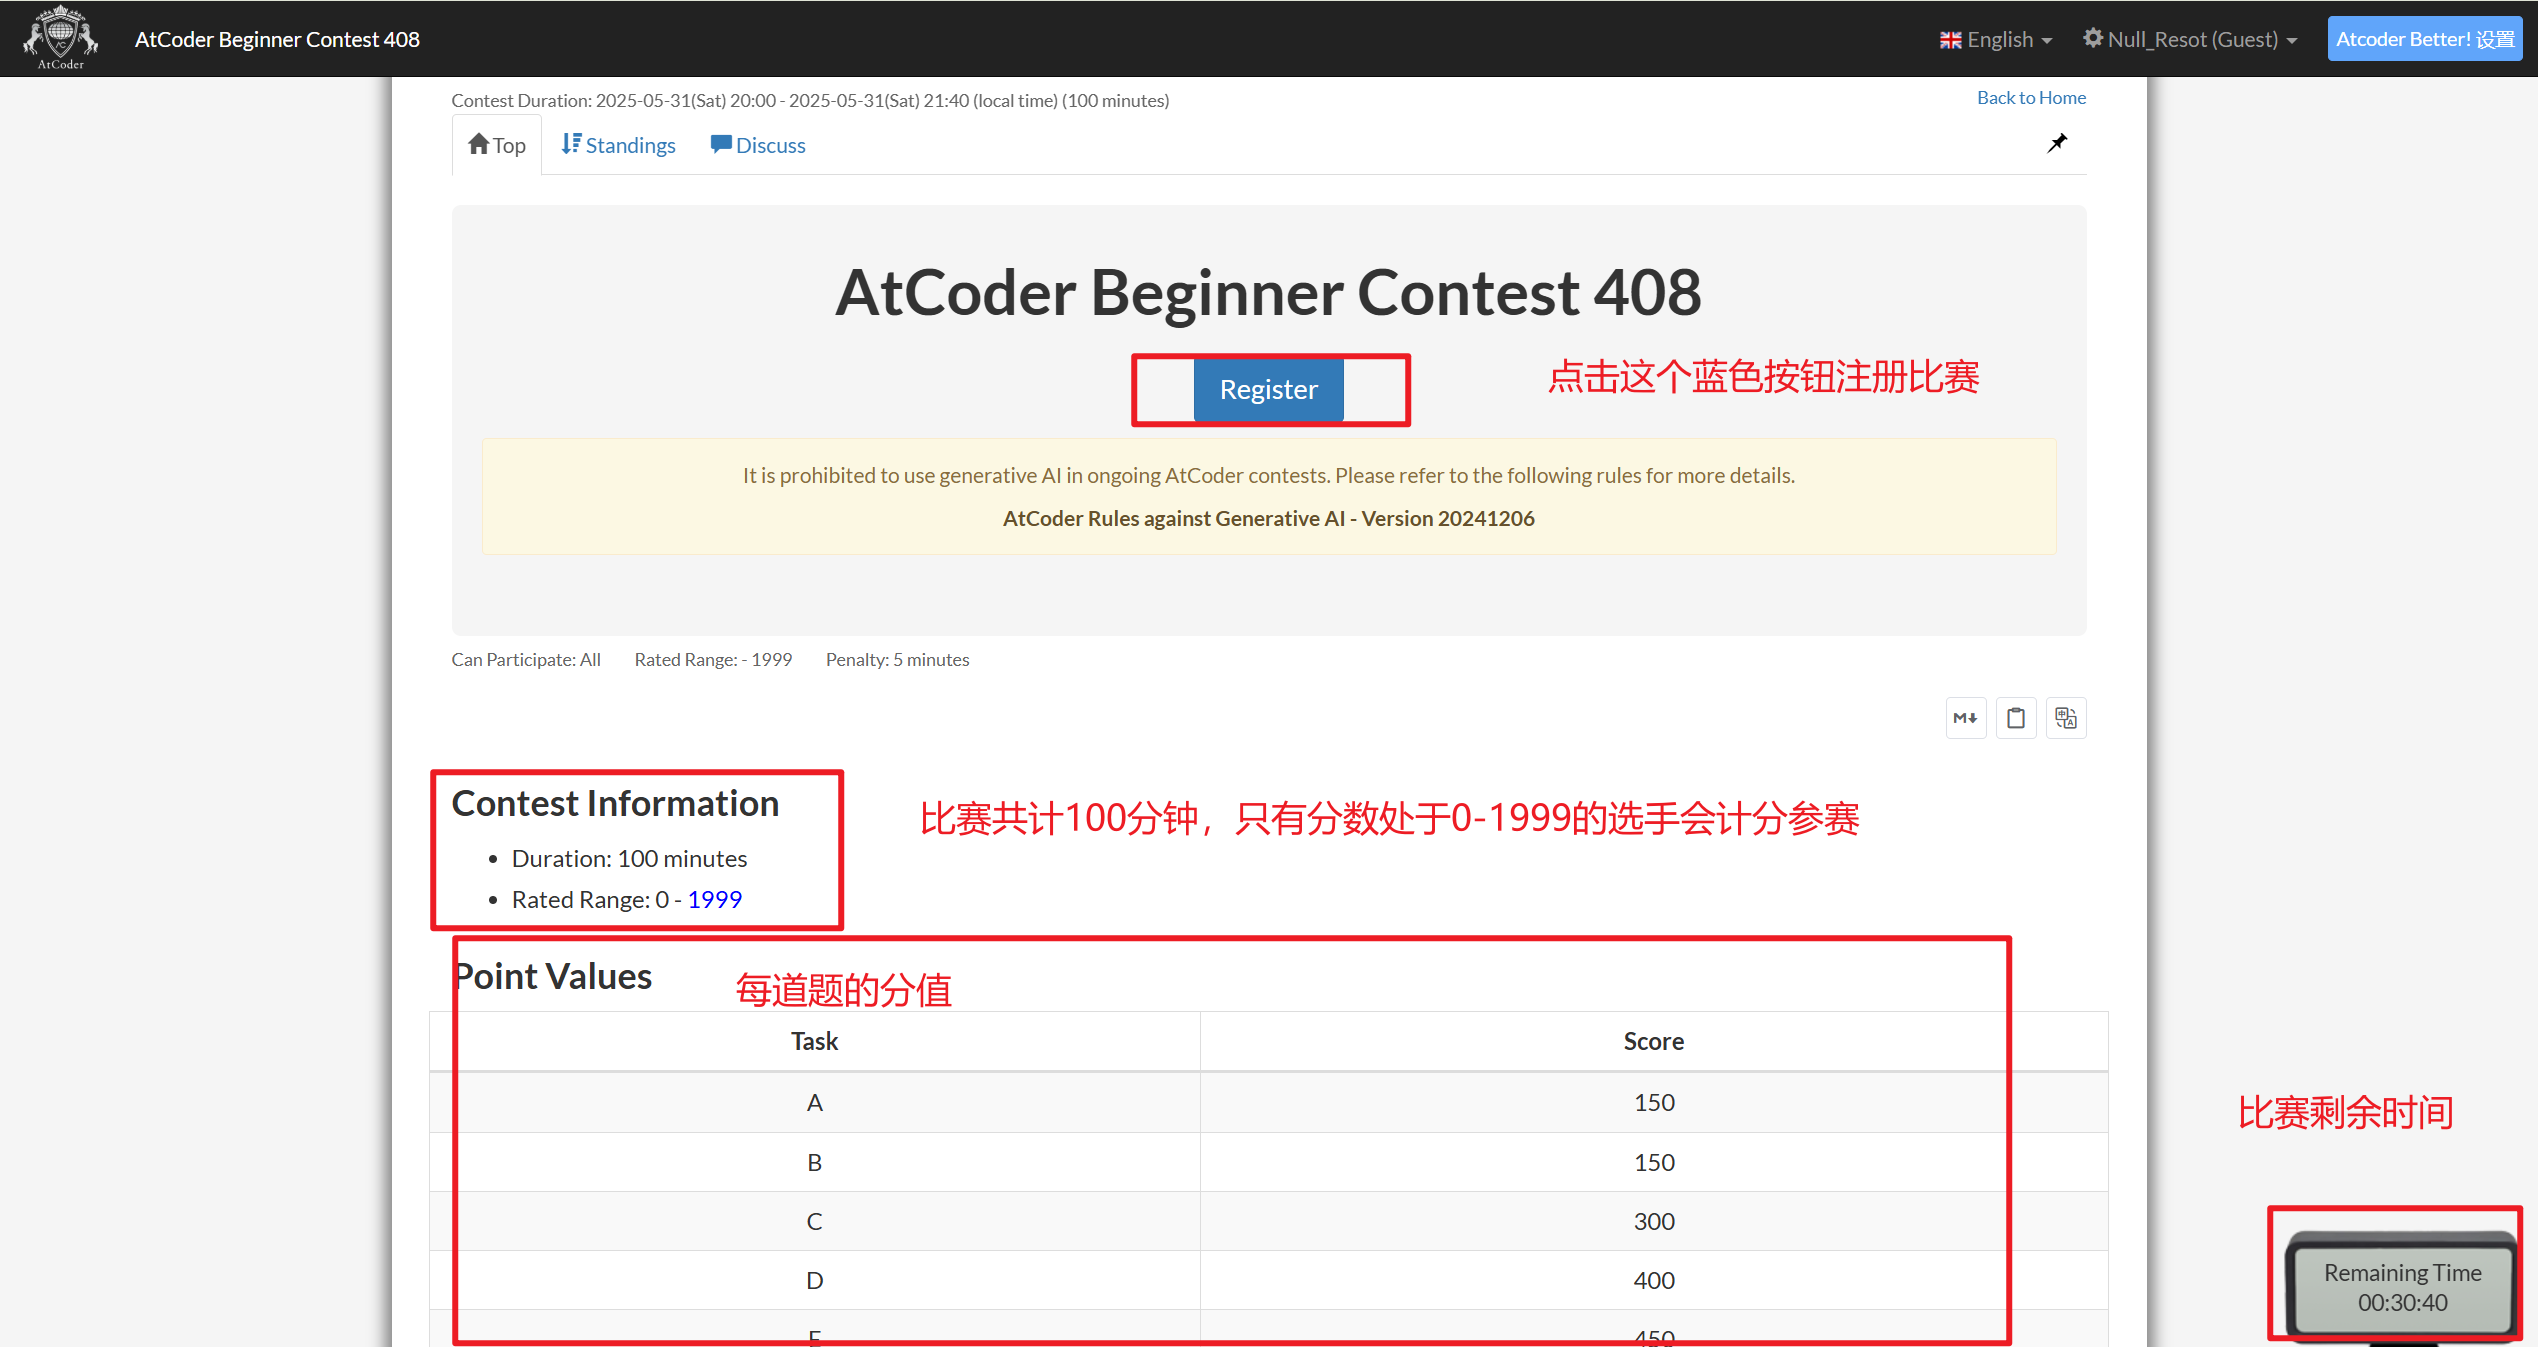 AtCoder
AtCoder Beginner Contest 408
English
Null_Resot (Guest)
Atcoder Better! 设置
Contest Duration: 2025-05-31(Sat) 20:00 - 2025-05-31(Sat) 21:40 (local time) (100 minutes)
Back to Home
Top
Standings
Discuss
AtCoder Beginner Contest 408
Register
点击这个蓝色按钮注册比赛
It is prohibited to use generative AI in ongoing AtCoder contests. Please refer to the following rules for more details.
AtCoder Rules against Generative AI - Version 20241206
Can Participate: All
Rated Range: - 1999
Penalty: 5 minutes
Contest Information
比赛共计100分钟，只有分数处于0-1999的选手会计分参赛
Duration: 100 minutes
Rated Range: 0 - 1999
Point Values
每道题的分值
Task Score
A 150
B 150
C 300
D 400
E 450
比赛剩余时间
Remaining Time
00:30:40